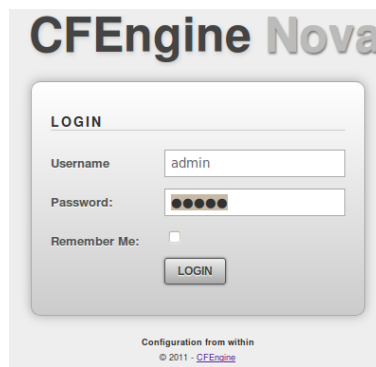 CFEngine Nova
LOGIN
Username admin
Password: ●●●●●
Remember Me:
LOGIN
Configuration from within
© 2011 - CFEngine